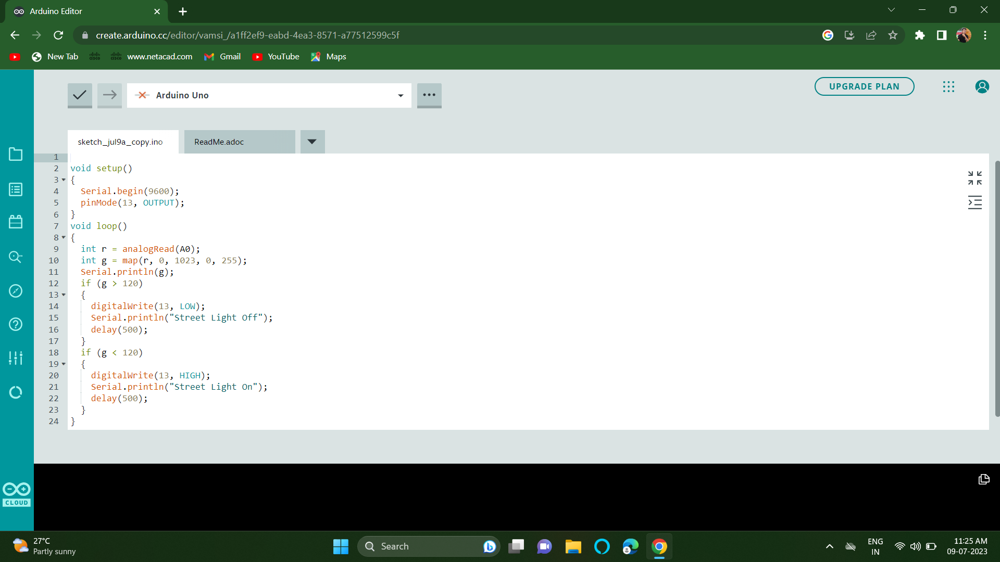 Arduino Editor
create.arduino.cc/editor/vamsi_/a1ff2ef9-eabd-4ea3-8571-a77512599c5f
New Tab
cisco
cisco
www.netacad.com
Gmail
YouTube
Maps
Arduino Uno
UPGRADE PLAN
sketch_jul9a_copy.ino
ReadMe.adoc
1
2 void setup()
3 {
4 Serial.begin(9600);
5 pinMode(13, OUTPUT);
6 }
7 void loop()
8 {
9 int r = analogRead(A0);
10 int g = map(r, 0, 1023, 0, 255);
11 Serial.println(g);
12 if (g > 120)
13 {
14 digitalWrite(13, LOW);
15 Serial.println("Street Light Off");
16 delay(500);
17 }
18 if (g < 120)
19 {
20 digitalWrite(13, HIGH);
21 Serial.println("Street Light On");
22 delay(500);
23 }
24 }
CLOUD
27°C
Partly sunny
Search
ENG
IN
11:25 AM
09-07-2023